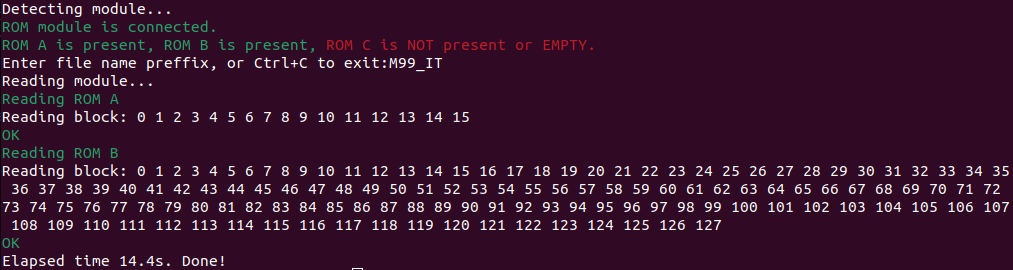 Detecting module...
ROM module is connected.
ROM A is present, ROM B is present, ROM C is NOT present or EMPTY.
Enter file name preffix, or Ctrl+C to exit:M99_IT
Reading module...
Reading ROM A
Reading block: 0 1 2 3 4 5 6 7 8 9 10 11 12 13 14 15
OK
Reading ROM B
Reading block: 0 1 2 3 4 5 6 7 8 9 10 11 12 13 14 15 16 17 18 19 20 21 22 23 24 25 26 27 28 29 30 31 32 33 34 35
36 37 38 39 40 41 42 43 44 45 46 47 48 49 50 51 52 53 54 55 56 57 58 59 60 61 62 63 64 65 66 67 68 69 70 71 72
73 74 75 76 77 78 79 80 81 82 83 84 85 86 87 88 89 90 91 92 93 94 95 96 97 98 99 100 101 102 103 104 105 106 107
108 109 110 111 112 113 114 115 116 117 118 119 120 121 122 123 124 125 126 127
OK
Elapsed time 14.4s. Done!